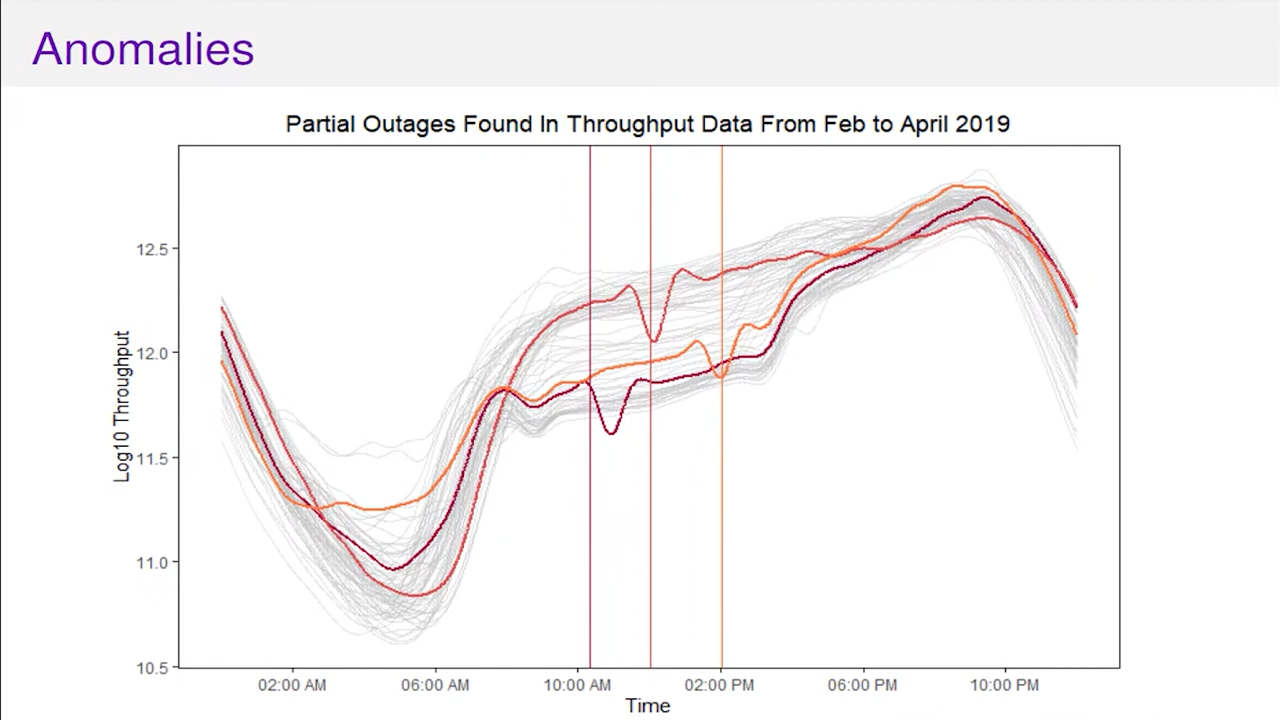 Anomalies
Partial Outages Found In Throughput Data From Feb to April 2019
12.5
12.0
11.5
11.0
10.5
Log10 Throughput
02:00 AM 06:00 AM 10:00 AM 02:00 PM 06:00 PM 10:00 PM
Time